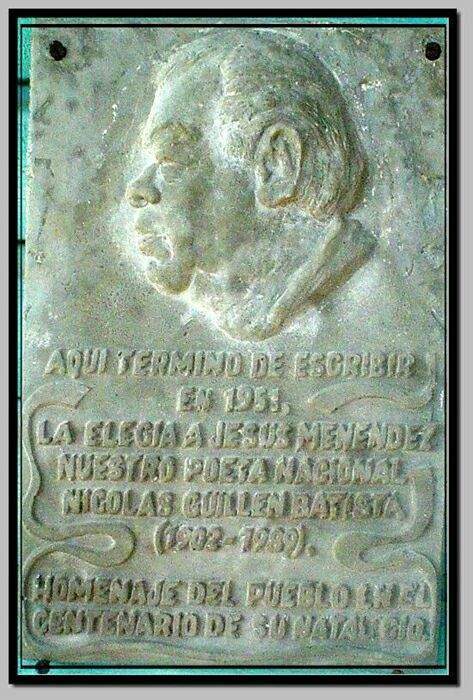 AQUI TERMINO DE ESCRIBIR
EN 1951,
LA ELEGIA A JESUS MENENDEZ
NUESTRO POETA NACIONAL
NICOLAS GUILLEN BATISTA
(1902-1989).
HOMENAJE DEL PUEBLO EN EL
CENTENARIO DE SU NATALICIO.